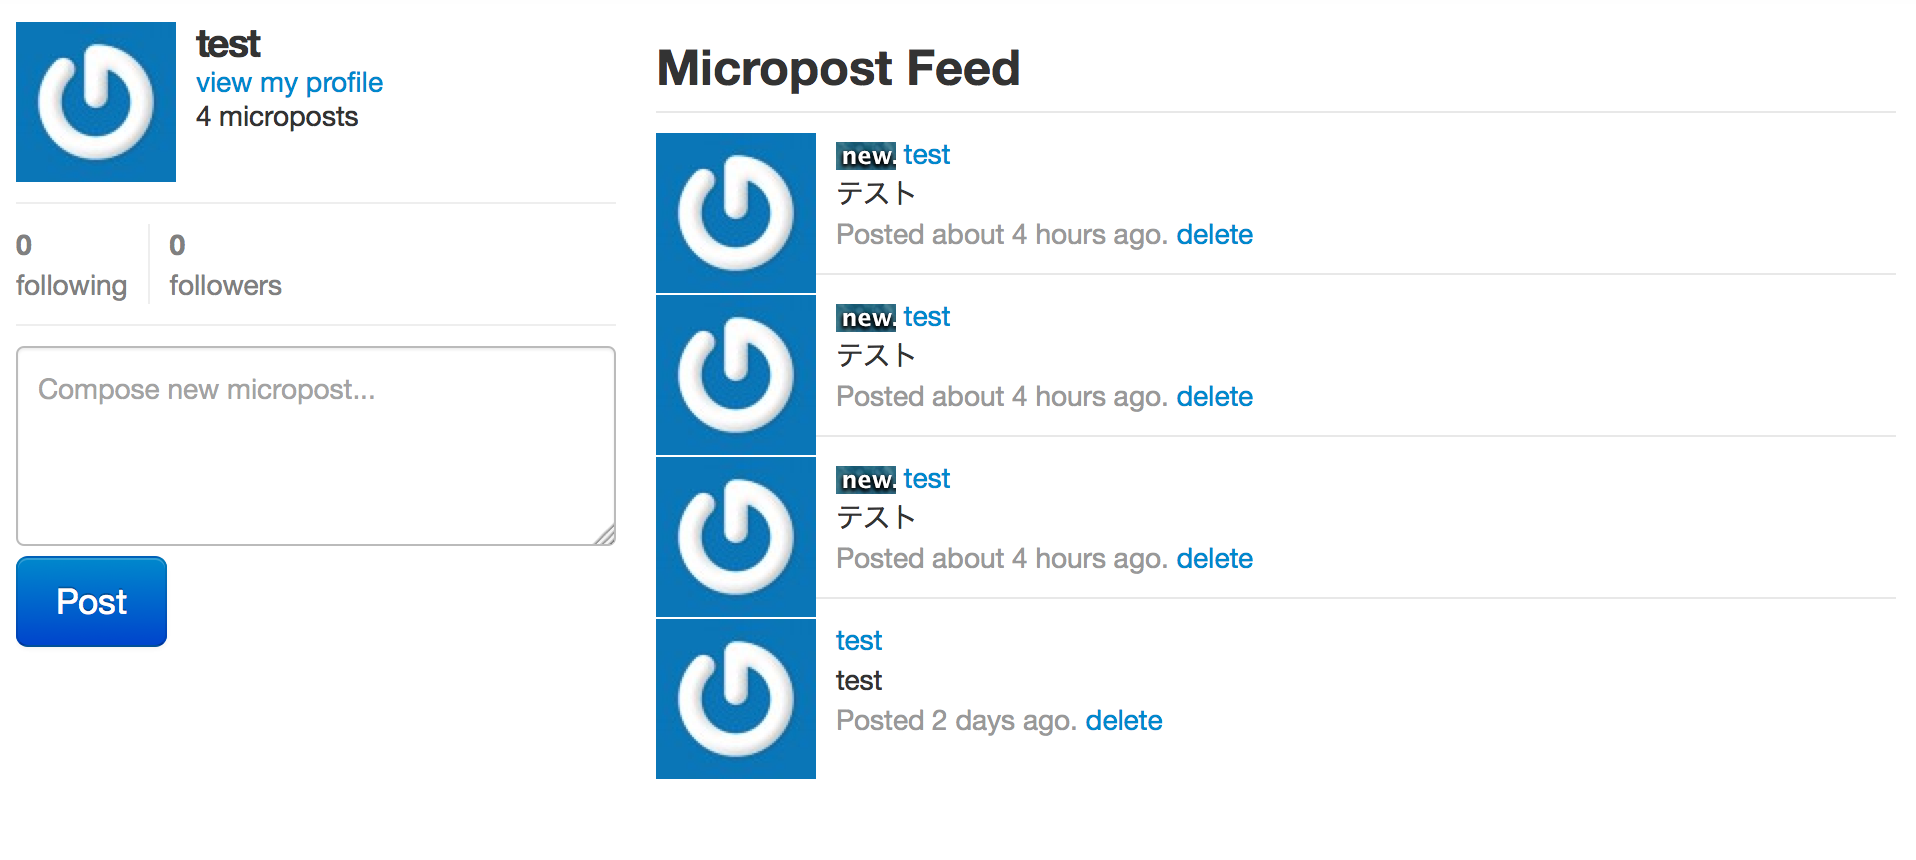 test
view my profile
4 microposts
0
following
0
followers
Compose new micropost...
Post
Micropost Feed
new. test
テスト
Posted about 4 hours ago. delete
new. test
テスト
Posted about 4 hours ago. delete
new. test
テスト
Posted about 4 hours ago. delete
test
test
Posted 2 days ago. delete